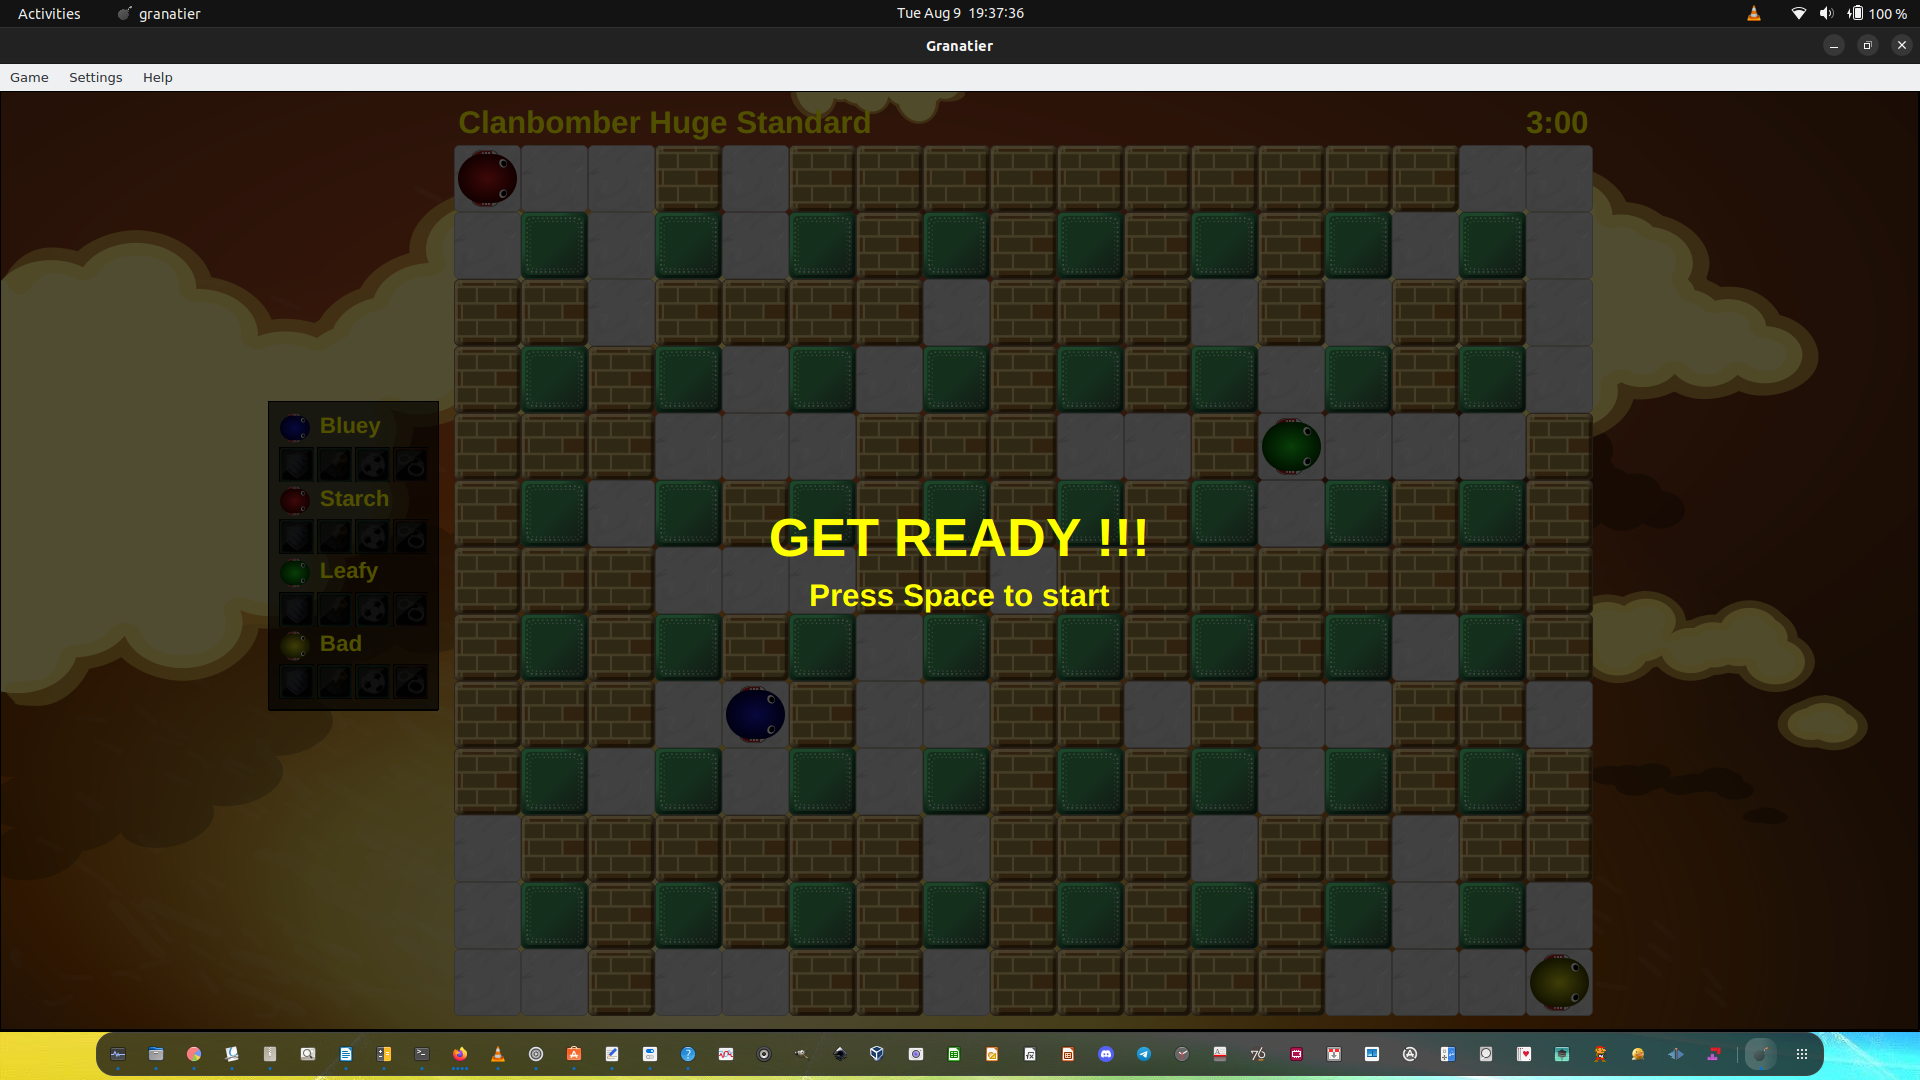 Activities granatier Tue Aug 9 19:37:36 100 %
Granatier
Game Settings Help
Clanbomber Huge Standard 3:00
Bluey
Starch
Leafy
Bad
GET READY !!!
Press Space to start
76